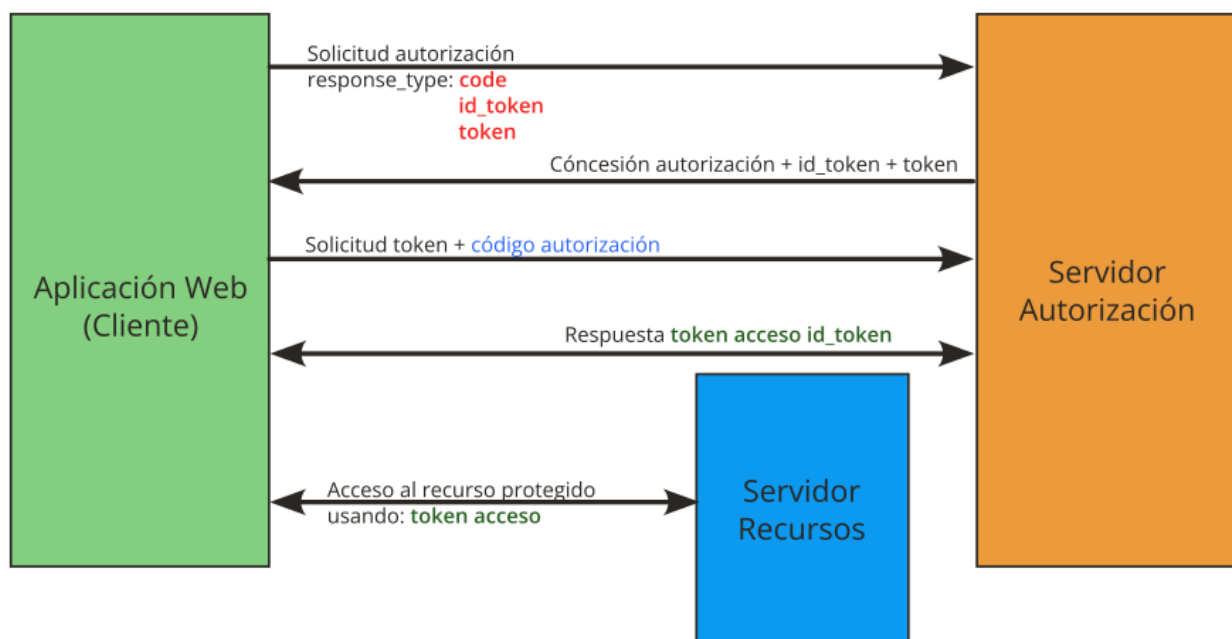 Solicitud autorización
response_type: code
id_token
token
Cóncesión autorización + id_token + token
Solicitud token + código autorización
Aplicación Web
(Cliente)
Servidor
Autorización
Respuesta token acceso id_token
Acceso al recurso protegido
usando: token acceso
Servidor
Recursos